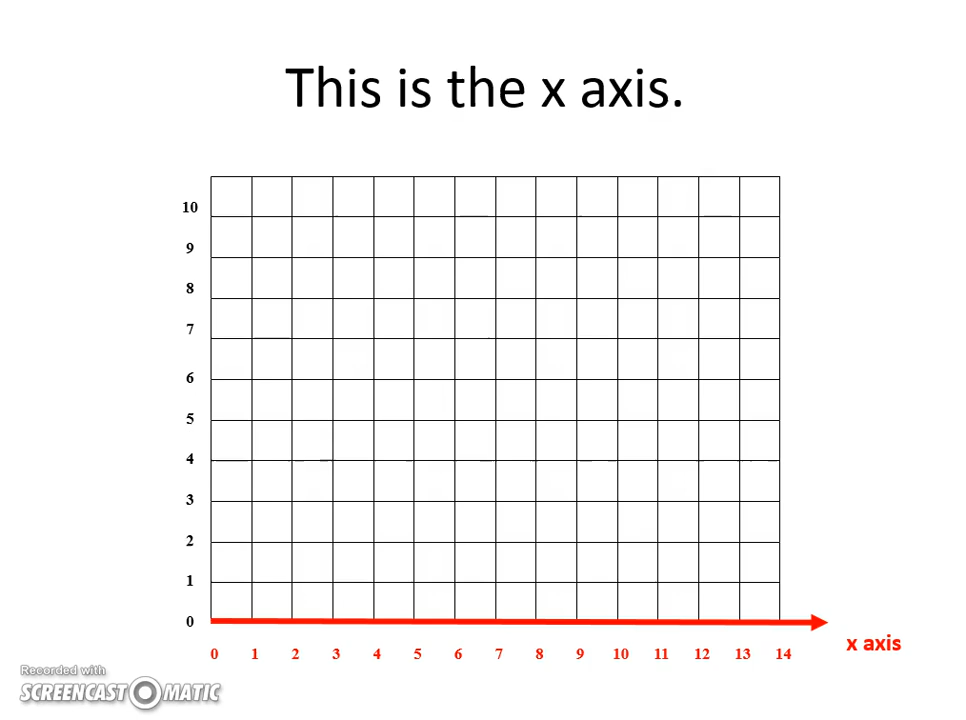 This is the x axis.
10
9
8
7
6
5
4
3
2
1
0
0 1 2 3 4 5 6 7 8 9 10 11 12 13 14
x axis
Recorded with
SCREENCAST-O-MATIC